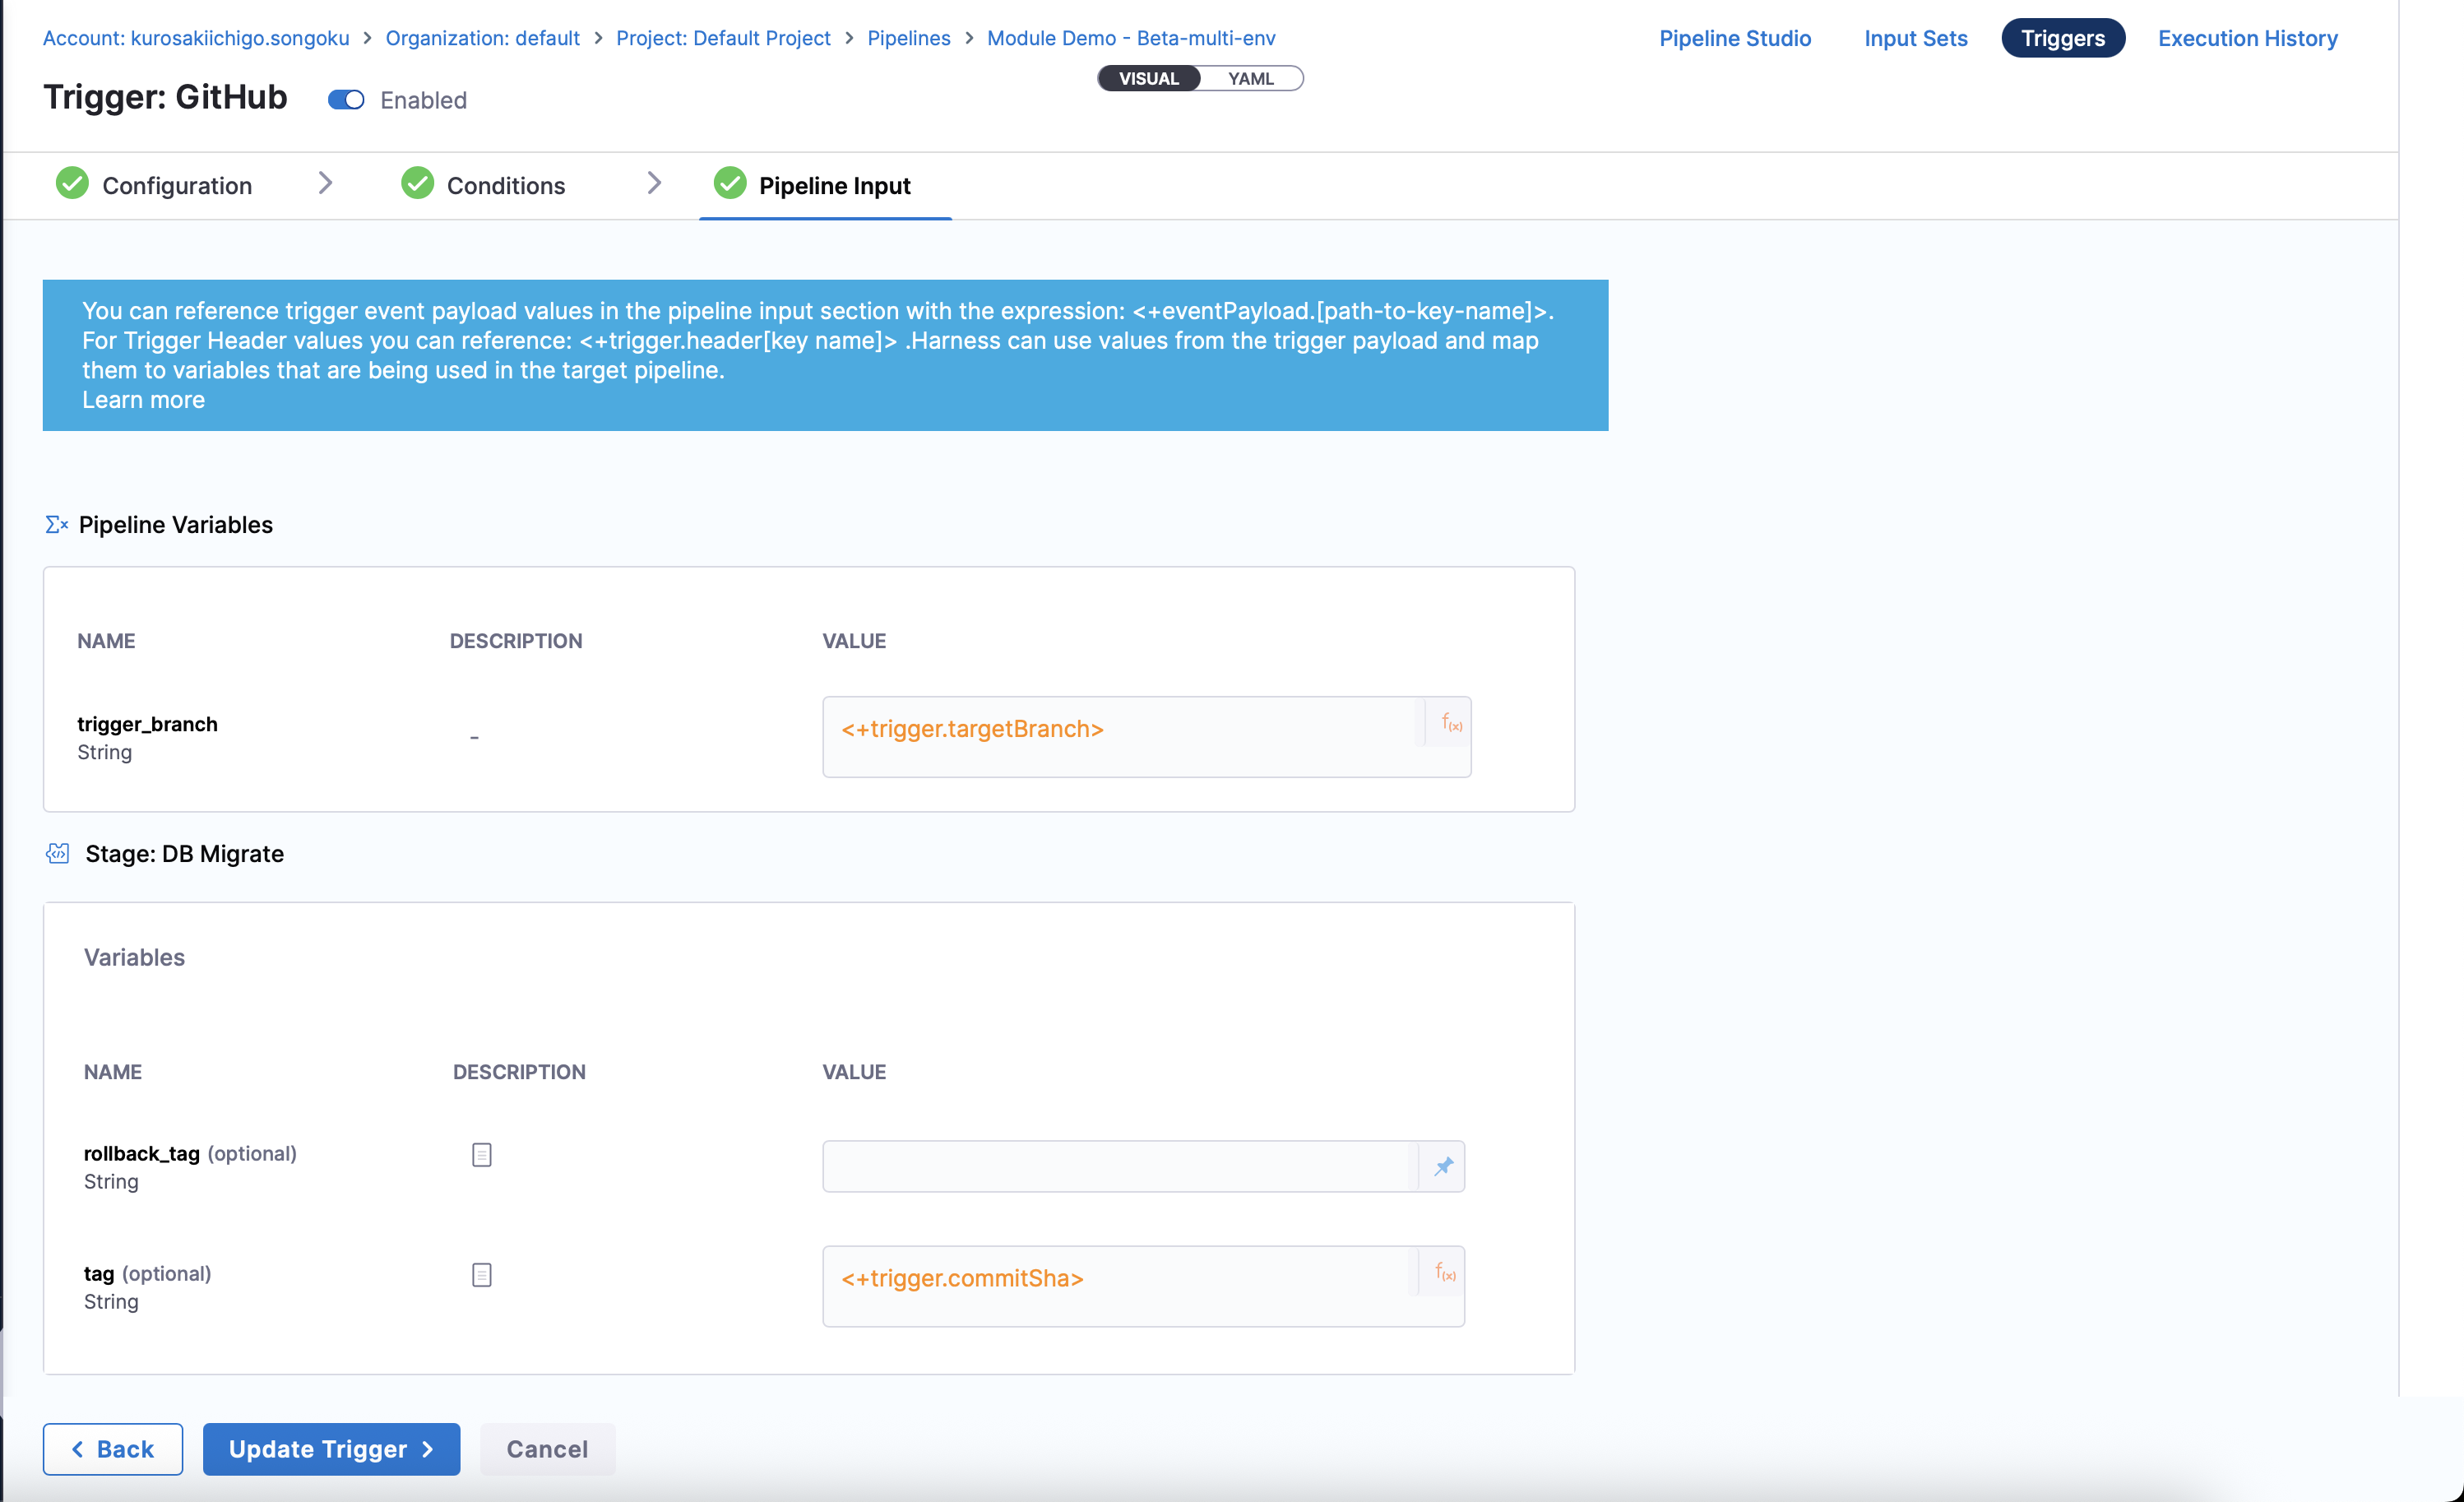 Account: kurosakiichigo.songoku > Organization: default > Project: Default Project > Pipelines > Module Demo - Beta-multi-env
Pipeline Studio Input Sets Triggers Execution History
VISUAL YAML
Trigger: GitHub Enabled
Configuration > Conditions > Pipeline Input
You can reference trigger event payload values in the pipeline input section with the expression: <+eventPayload.[path-to-key-name]>.
For Trigger Header values you can reference: <+trigger.header[key name]> .Harness can use values from the trigger payload and map
them to variables that are being used in the target pipeline.
Learn more
Pipeline Variables
NAME DESCRIPTION VALUE
trigger_branch
String
-
<+trigger.targetBranch>
f(x)
Stage: DB Migrate
Variables
NAME DESCRIPTION VALUE
rollback_tag (optional)
String
tag (optional)
String
<+trigger.commitSha>
f(x)
< Back Update Trigger > Cancel